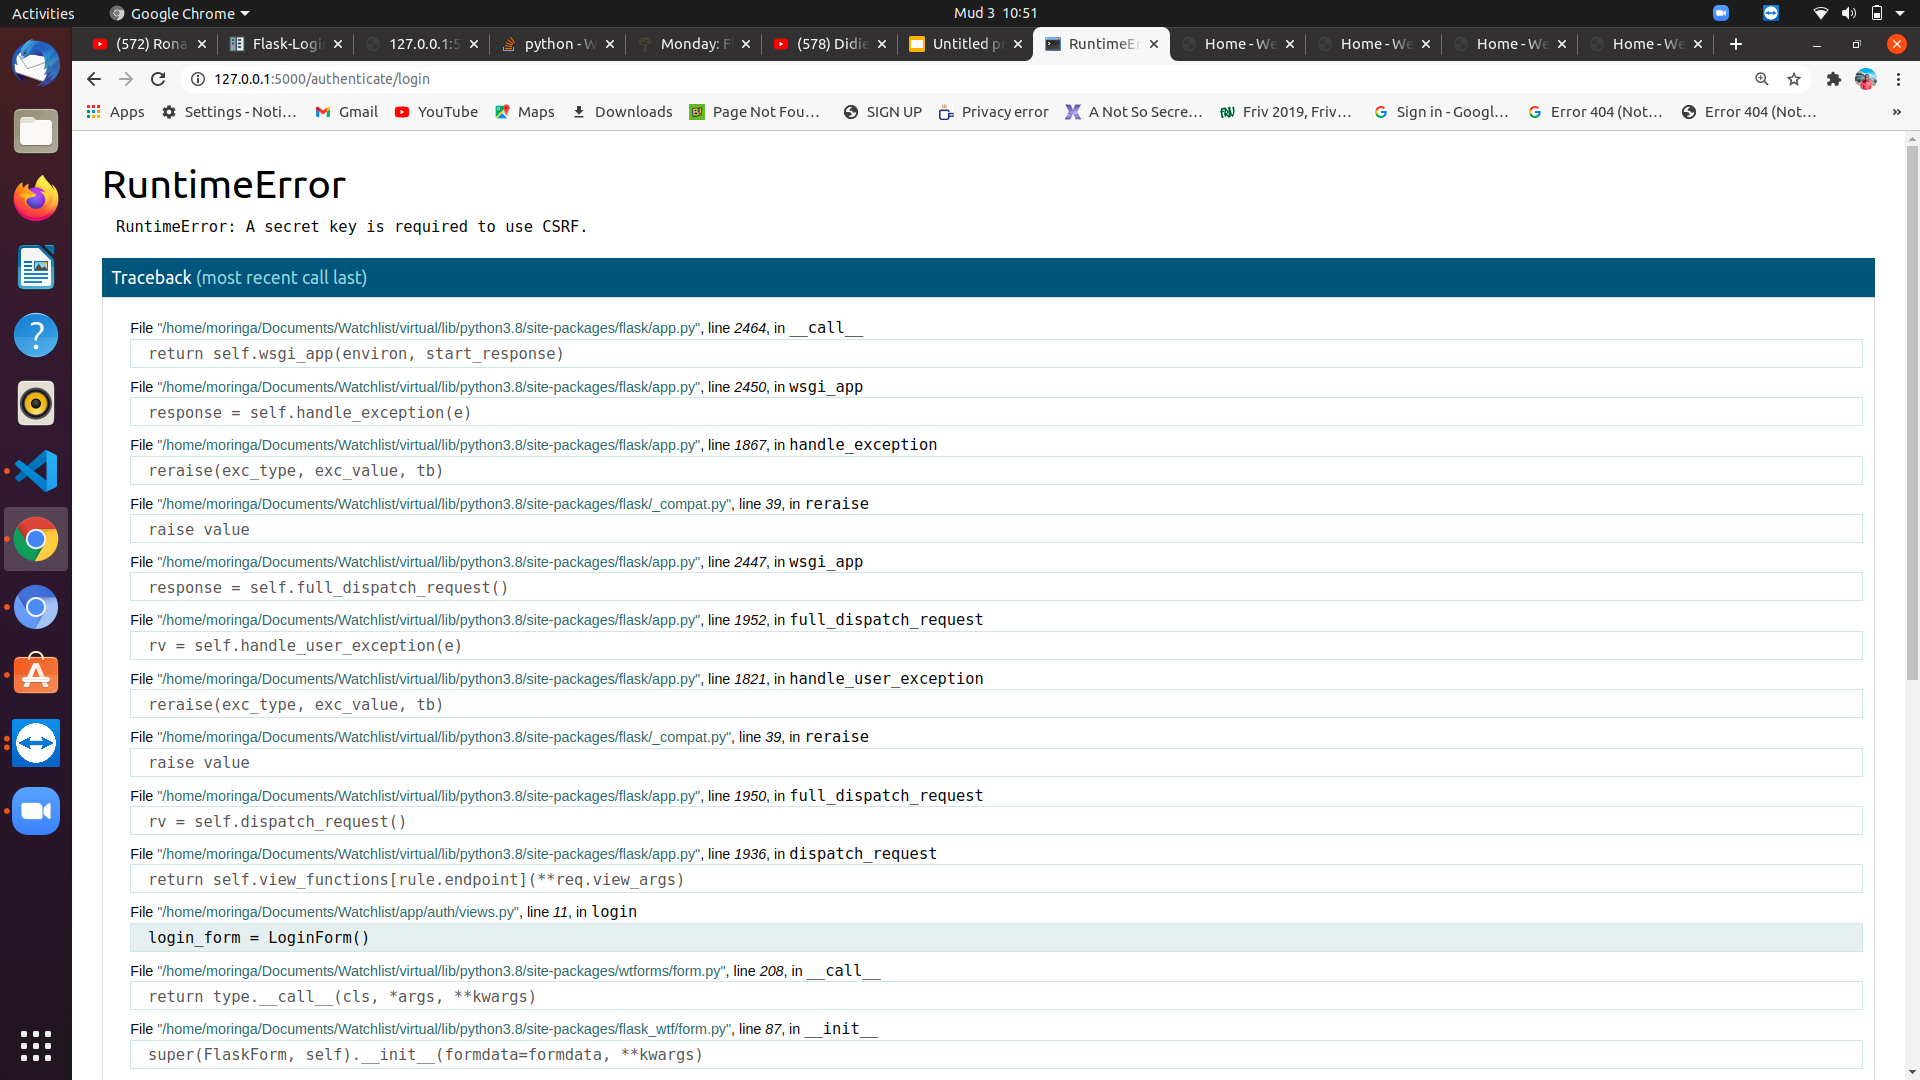 Activities Google Chrome Mud 3 10:51
(572) Rona Flask-Logi 127.0.0.1:5 python - W Monday: F (578) Didie Untitled p RuntimeE Home - We Home - We Home - We Home - We
127.0.0.1:5000/authenticate/login
Apps Settings - Noti... Gmail YouTube Maps Downloads Page Not Fou... SIGN UP Privacy error A Not So Secre... Friv 2019, Friv... Sign in - Googl... Error 404 (Not... Error 404 (Not... »
RuntimeError
RuntimeError: A secret key is required to use CSRF.
Traceback (most recent call last)
File "/home/moringa/Documents/Watchlist/virtual/lib/python3.8/site-packages/flask/app.py", line 2464, in __call__
return self.wsgi_app(environ, start_response)
File "/home/moringa/Documents/Watchlist/virtual/lib/python3.8/site-packages/flask/app.py", line 2450, in wsgi_app
response = self.handle_exception(e)
File "/home/moringa/Documents/Watchlist/virtual/lib/python3.8/site-packages/flask/app.py", line 1867, in handle_exception
reraise(exc_type, exc_value, tb)
File "/home/moringa/Documents/Watchlist/virtual/lib/python3.8/site-packages/flask/_compat.py", line 39, in reraise
raise value
File "/home/moringa/Documents/Watchlist/virtual/lib/python3.8/site-packages/flask/app.py", line 2447, in wsgi_app
response = self.full_dispatch_request()
File "/home/moringa/Documents/Watchlist/virtual/lib/python3.8/site-packages/flask/app.py", line 1952, in full_dispatch_request
rv = self.handle_user_exception(e)
File "/home/moringa/Documents/Watchlist/virtual/lib/python3.8/site-packages/flask/app.py", line 1821, in handle_user_exception
reraise(exc_type, exc_value, tb)
File "/home/moringa/Documents/Watchlist/virtual/lib/python3.8/site-packages/flask/_compat.py", line 39, in reraise
raise value
File "/home/moringa/Documents/Watchlist/virtual/lib/python3.8/site-packages/flask/app.py", line 1950, in full_dispatch_request
rv = self.dispatch_request()
File "/home/moringa/Documents/Watchlist/virtual/lib/python3.8/site-packages/flask/app.py", line 1936, in dispatch_request
return self.view_functions[rule.endpoint](**req.view_args)
File "/home/moringa/Documents/Watchlist/app/auth/views.py", line 11, in login
login_form = LoginForm()
File "/home/moringa/Documents/Watchlist/virtual/lib/python3.8/site-packages/wtforms/form.py", line 208, in __call__
return type.__call__(cls, *args, **kwargs)
File "/home/moringa/Documents/Watchlist/virtual/lib/python3.8/site-packages/flask_wtf/form.py", line 87, in __init__
super(FlaskForm, self).__init__(formdata=formdata, **kwargs)